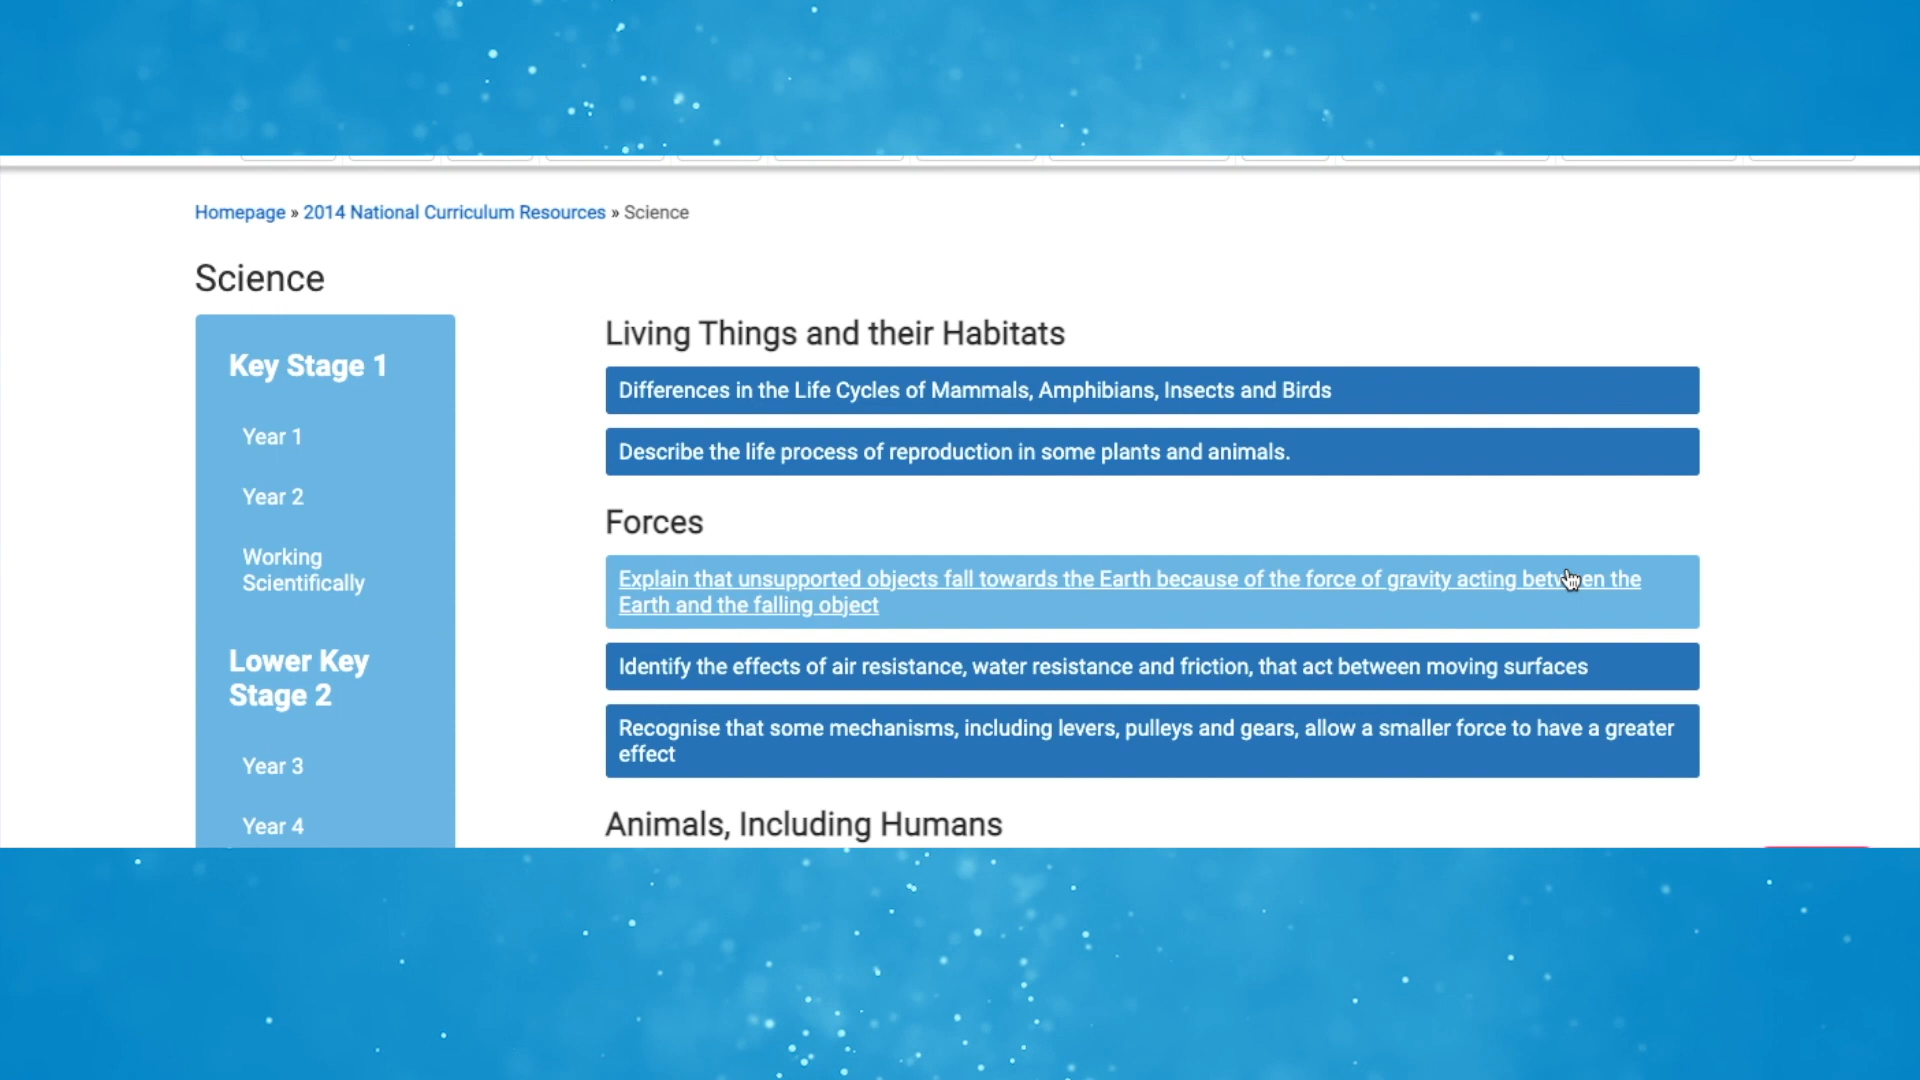 Homepage » 2014 National Curriculum Resources » Science
Science
Key Stage 1
Year 1
Year 2
Working
Scientifically
Lower Key
Stage 2
Year 3
Year 4
Living Things and their Habitats
Differences in the Life Cycles of Mammals, Amphibians, Insects and Birds
Describe the life process of reproduction in some plants and animals.
Forces
Explain that unsupported objects fall towards the Earth because of the force of gravity acting between the
Earth and the falling object
Identify the effects of air resistance, water resistance and friction, that act between moving surfaces
Recognise that some mechanisms, including levers, pulleys and gears, allow a smaller force to have a greater
effect
Animals, Including Humans